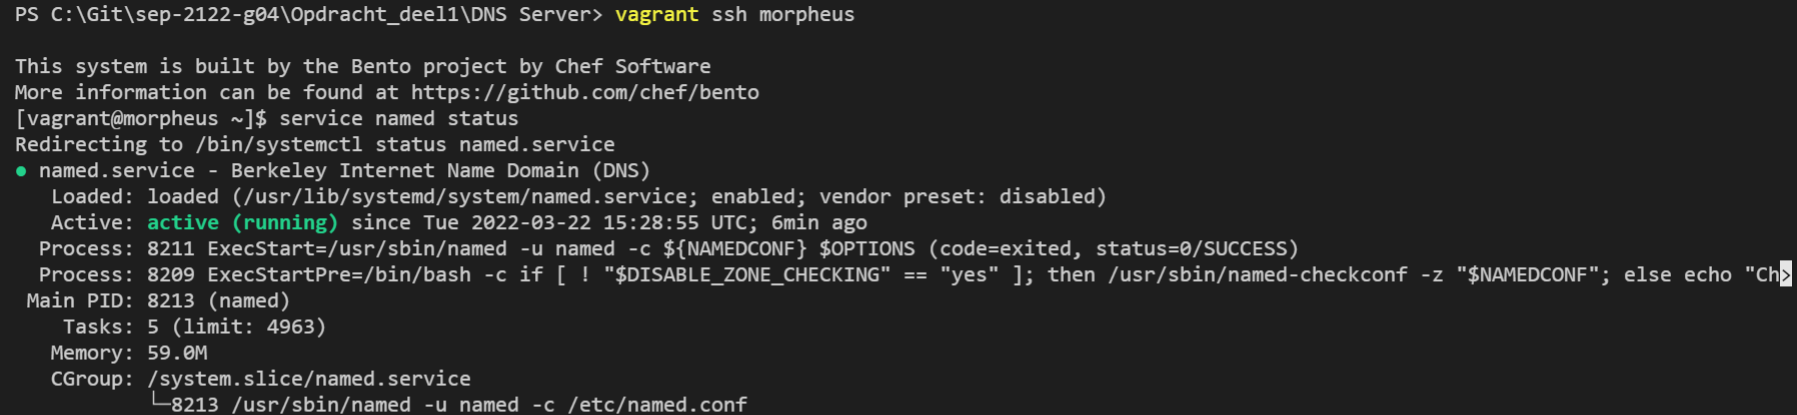 PS C:\Git\sep-2122-g04\Opdracht_deel1\DNS Server> vagrant ssh morpheus
This system is built by the Bento project by Chef Software
More information can be found at https://github.com/chef/bento
[vagrant@morpheus ~]$ service named status
Redirecting to /bin/systemctl status named.service
● named.service - Berkeley Internet Name Domain (DNS)
Loaded: loaded (/usr/lib/systemd/system/named.service; enabled; vendor preset: disabled)
Active: active (running) since Tue 2022-03-22 15:28:55 UTC; 6min ago
Process: 8211 ExecStart=/usr/sbin/named -u named -c ${NAMEDCONF} $OPTIONS (code=exited, status=0/SUCCESS)
Process: 8209 ExecStartPre=/bin/bash -c if [ ! "$DISABLE_ZONE_CHECKING" == "yes" ]; then /usr/sbin/named-checkconf -z "$NAMEDCONF"; else echo "Ch>
Main PID: 8213 (named)
Tasks: 5 (limit: 4963)
Memory: 59.0M
CGroup: /system.slice/named.service
└─8213 /usr/sbin/named -u named -c /etc/named.conf